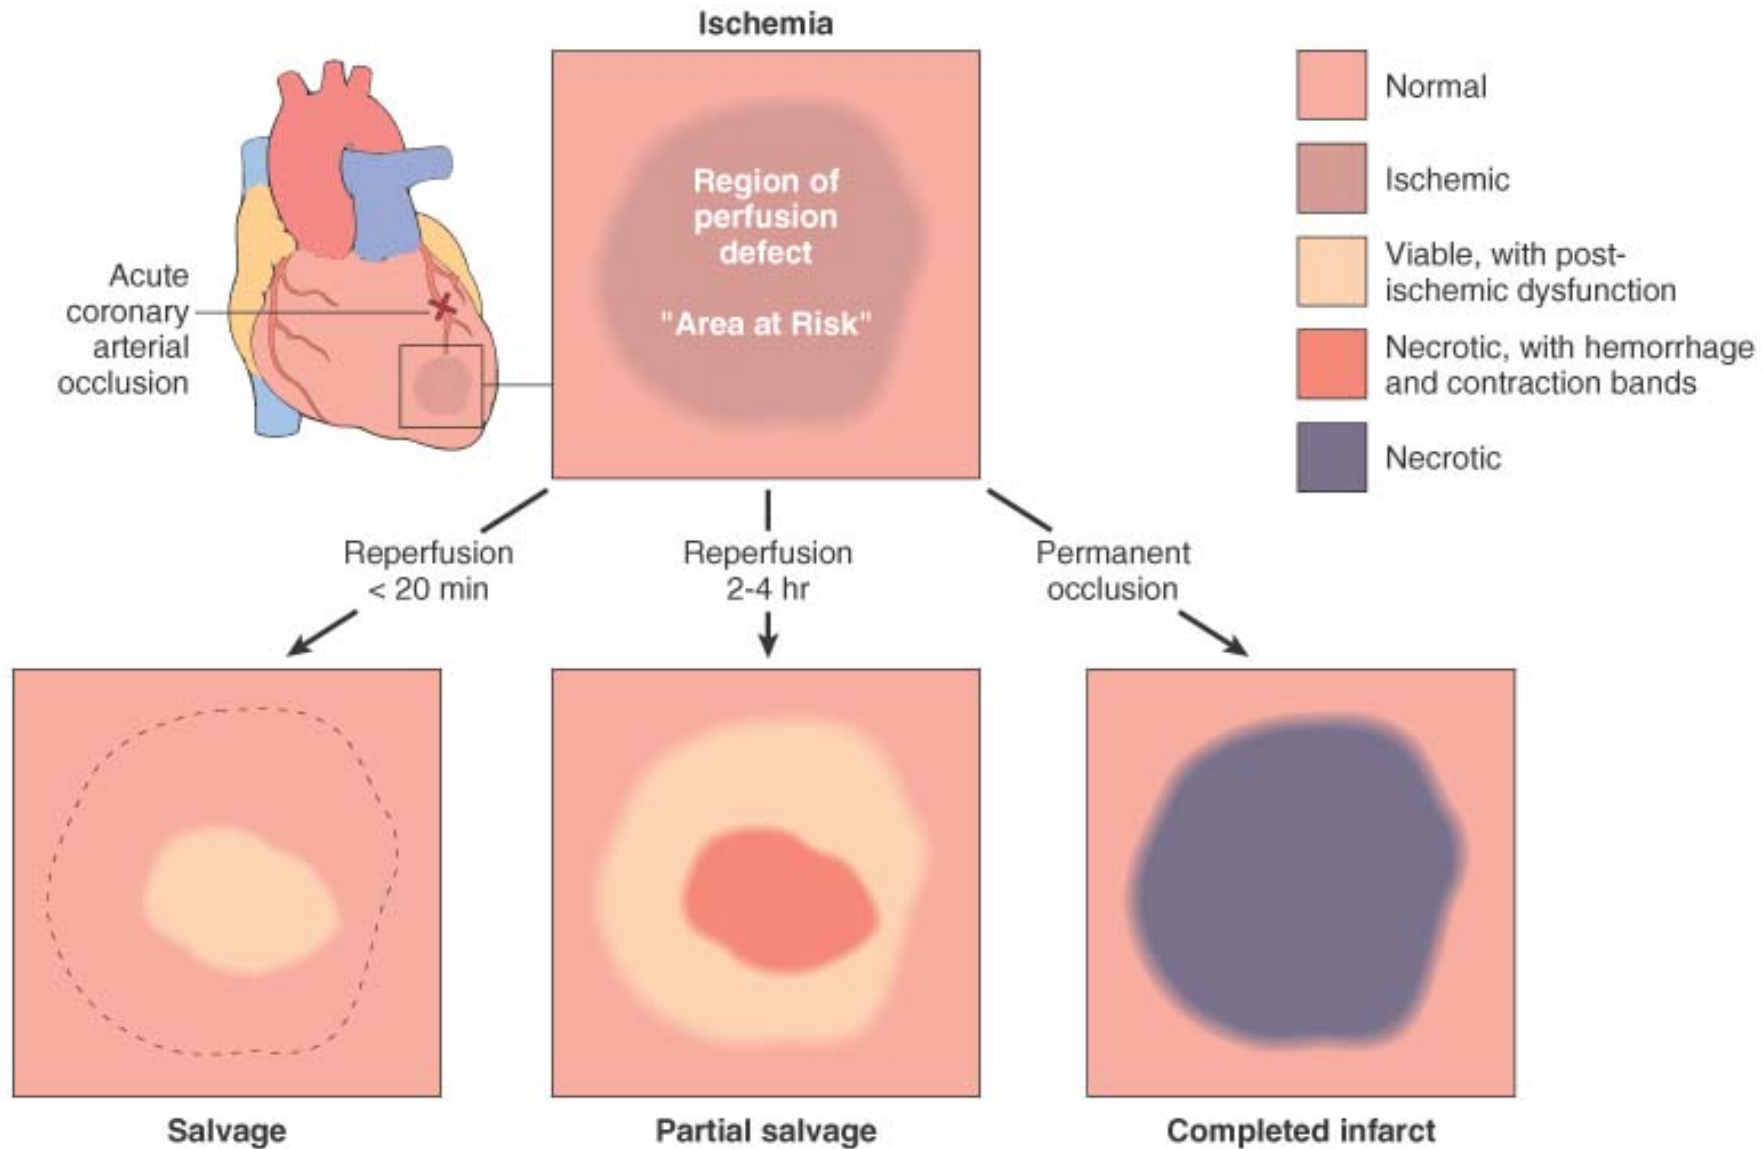 Ischemia
Acute
coronary
arterial
occlusion
Region of
perfusion
defect
"Area at Risk"
Normal
Ischemic
Viable, with post-
ischemic dysfunction
Necrotic, with hemorrhage
and contraction bands
Necrotic
Reperfusion
< 20 min
Reperfusion
2-4 hr
Permanent
occlusion
Salvage
Partial salvage
Completed infarct